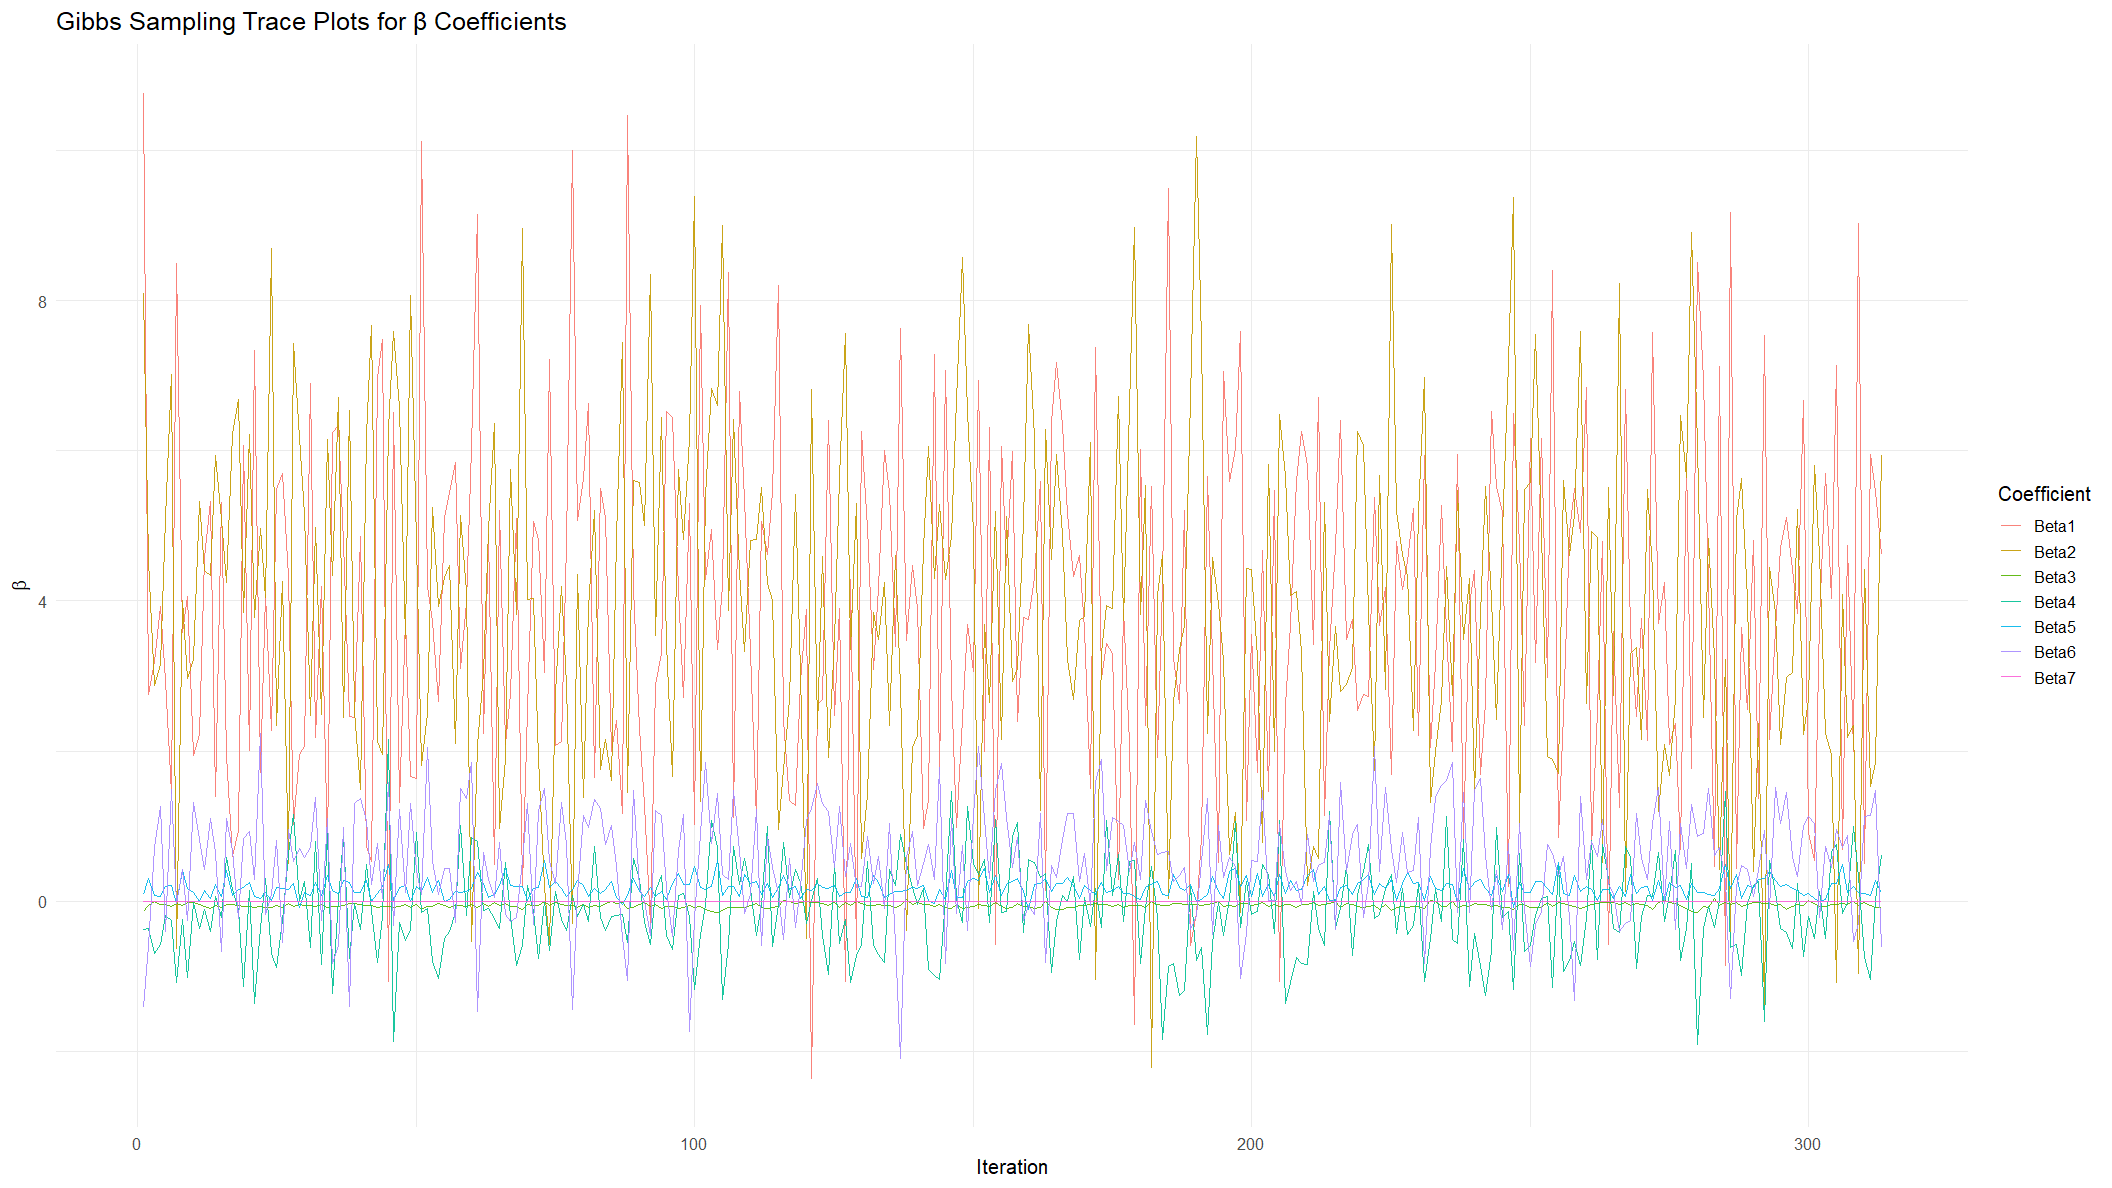 Gibbs Sampling Trace Plots for β Coefficients
8
4
0
β
0 100 200 300
Iteration
Coefficient
Beta1
Beta2
Beta3
Beta4
Beta5
Beta6
Beta7